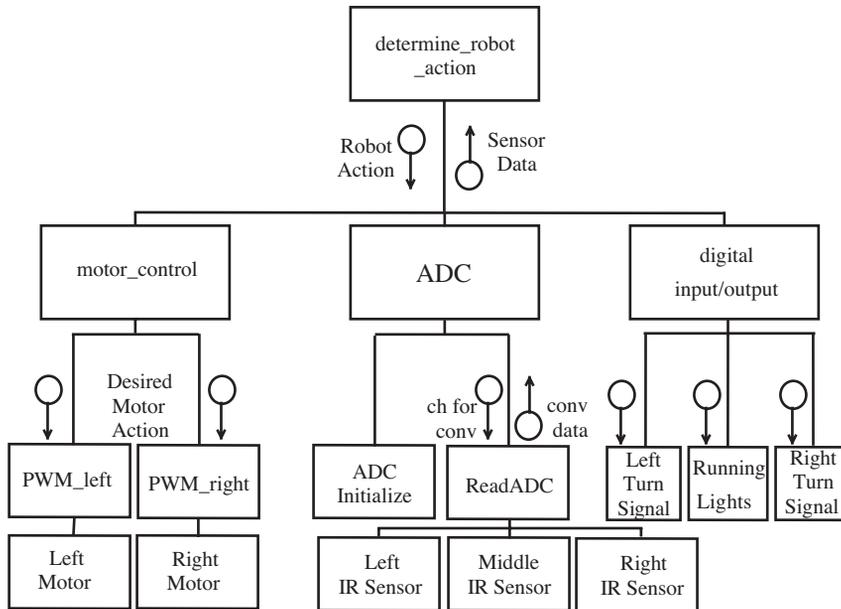 determine_robot
_action
Robot
Action
Sensor
Data
motor_control
ADC
digital
input/output
Desired
Motor
Action
ch for
conv
conv
data
PWM_left
PWM_right
ADC
Initialize
ReadADC
Left
Turn
Signal
Running
Lights
Right
Turn
Signal
Left
Motor
Right
Motor
Left
IR Sensor
Middle
IR Sensor
Right
IR Sensor